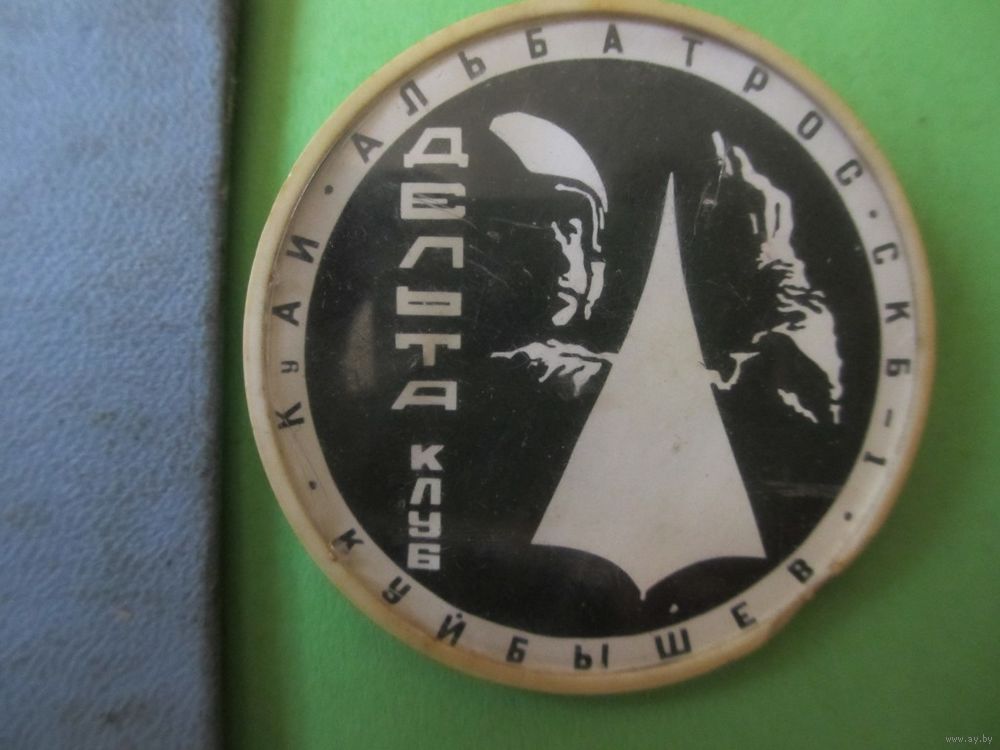 КуАИ · АЛЬБАТРОС · СКБ-1 ·
КУЙБЫШЕВ ·
ДЕЛЬТА
КЛУБ
www.ay.by